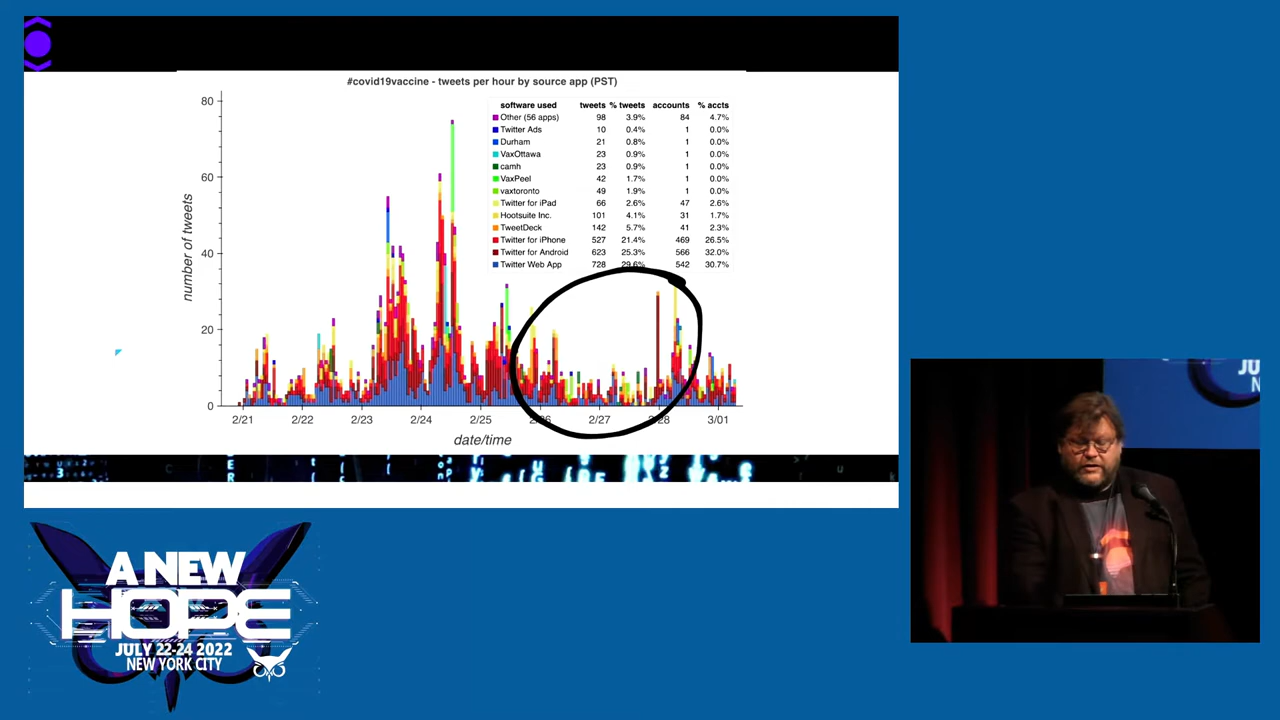 #covid19vaccine - tweets per hour by source app (PST)
software used tweets % tweets accounts % accts
Other (56 apps) 98 3.9% 84 4.7%
Twitter Ads 10 0.4% 1 0.0%
Durham 21 0.8% 1 0.0%
VaxOttawa 23 0.9% 1 0.0%
camh 23 0.9% 1 0.0%
VaxPeel 42 1.7% 1 0.0%
vaxtoronto 49 1.9% 1 0.0%
Twitter for iPad 66 2.6% 47 2.6%
Hootsuite Inc. 101 4.1% 31 1.7%
TweetDeck 142 5.7% 41 2.3%
Twitter for iPhone 527 21.4% 469 26.5%
Twitter for Android 623 25.3% 566 32.0%
Twitter Web App 728 29.6% 542 30.7%
number of tweets
80
60
40
20
0
2/21 2/22 2/23 2/24 2/25 2/26 2/27 2/28 3/01
date/time
A NEW
HOPE
JULY 22-24 2022
NEW YORK CITY